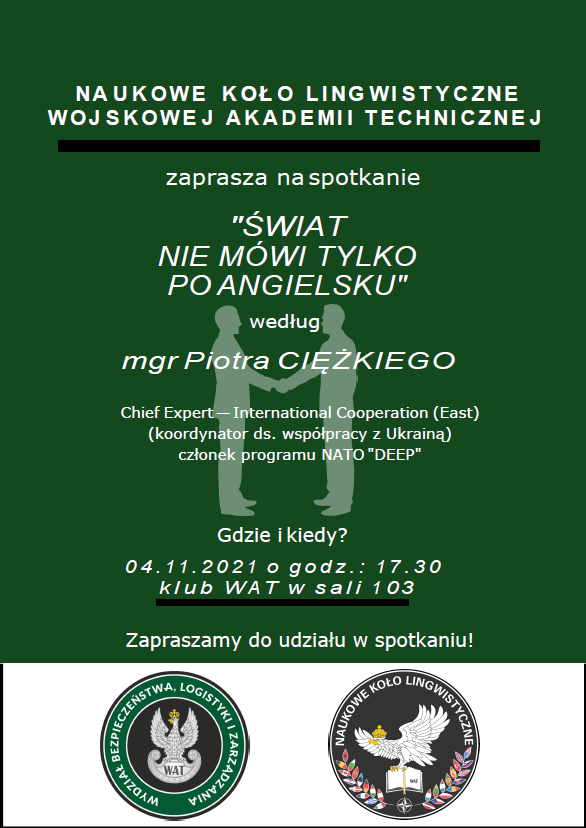 NAUKOWE KOŁO LINGWISTYCZNE
WOJSKOWEJ AKADEMII TECHNICZNEJ
zaprasza na spotkanie
"ŚWIAT
NIE MÓWI TYLKO
PO ANGIELSKU"
według
mgr Piotra CIĘŻKIEGO
Chief Expert — International Cooperation (East)
(koordynator ds. współpracy z Ukrainą)
członek programu NATO "DEEP"
Gdzie i kiedy?
04.11.2021 o godz.: 17.30
klub WAT w sali 103
Zapraszamy do udziału w spotkaniu!
WYDZIAŁ BEZPIECZEŃSTWA, LOGISTYKI I ZARZĄDZANIA
WAT
NAUKOWE KOŁO LINGWISTYCZNE
WAT